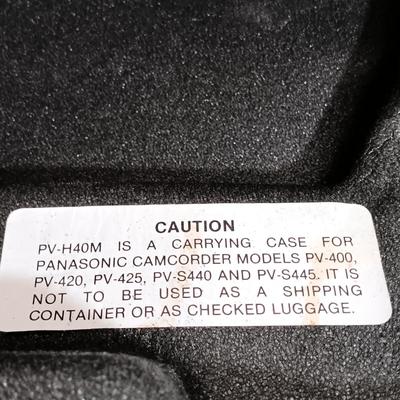 CAUTION
PV-H40M IS A CARRYING CASE FOR
PANASONIC CAMCORDER MODELS PV-400,
PV-420, PV-425, PV-S440 AND PV-S445. IT IS
NOT TO BE USED AS A SHIPPING
CONTAINER OR AS CHECKED LUGGAGE.